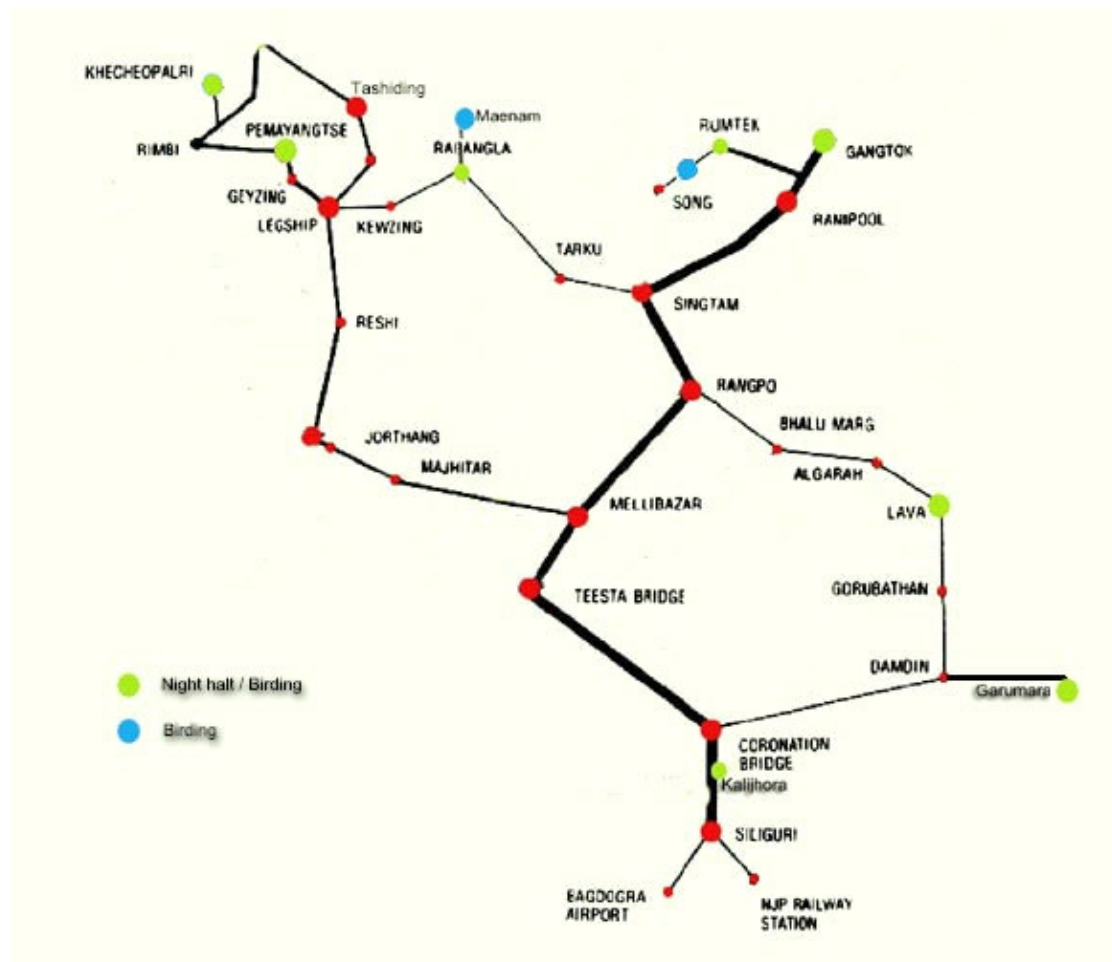 KHECHEOPALRI
Tashiding
Maenam
RUMTEK
PEMAYANGTSE
RIMBI
RABANGLA
GANGTOK
GEYZING
SONG
RANIPOOL
LEGSHIP
KEWZING
TARKU
SINGTAM
RESHI
RANGPO
BHALU MARG
JORTHANG
MAJHITAR
ALGARAH
MELLIBAZAR
LAVA
TEESTA BRIDGE
GORUBATHAN
DAMDIN
Night halt / Birding
Garumara
Birding
CORONATION
BRIDGE
Kalijhora
SILIGURI
BAGDOGRA
AIRPORT
NJP RAILWAY
STATION